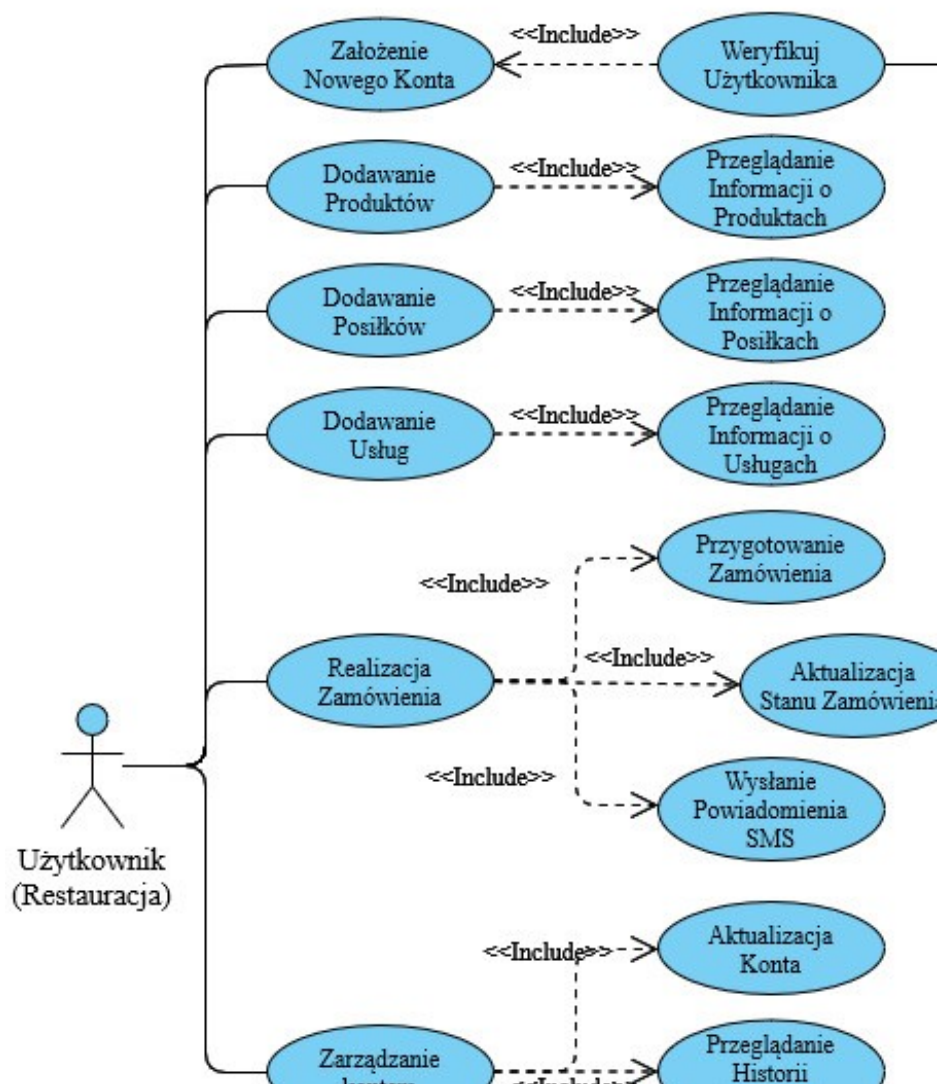 Założenie
Nowego Konta
<<Include>>
Weryfikuj
Użytkownika
Dodawanie
Produktów
<<Include>>
Przeglądanie
Informacji o
Produktach
Dodawanie
Posiłków
<<Include>>
Przeglądanie
Informacji o
Posiłkach
Dodawanie
Usług
<<Include>>
Przeglądanie
Informacji o
Usługach
<<Include>>
Przygotowanie
Zamówienia
Realizacja
Zamówienia
<<Include>>
Aktualizacja
Stanu Zamówienia
<<Include>>
Wysłanie
Powiadomienia
SMS
Użytkownik
(Restauracja)
<<Include>>
Aktualizacja
Konta
Zarządzanie
<<Include>>
Przeglądanie
Historii